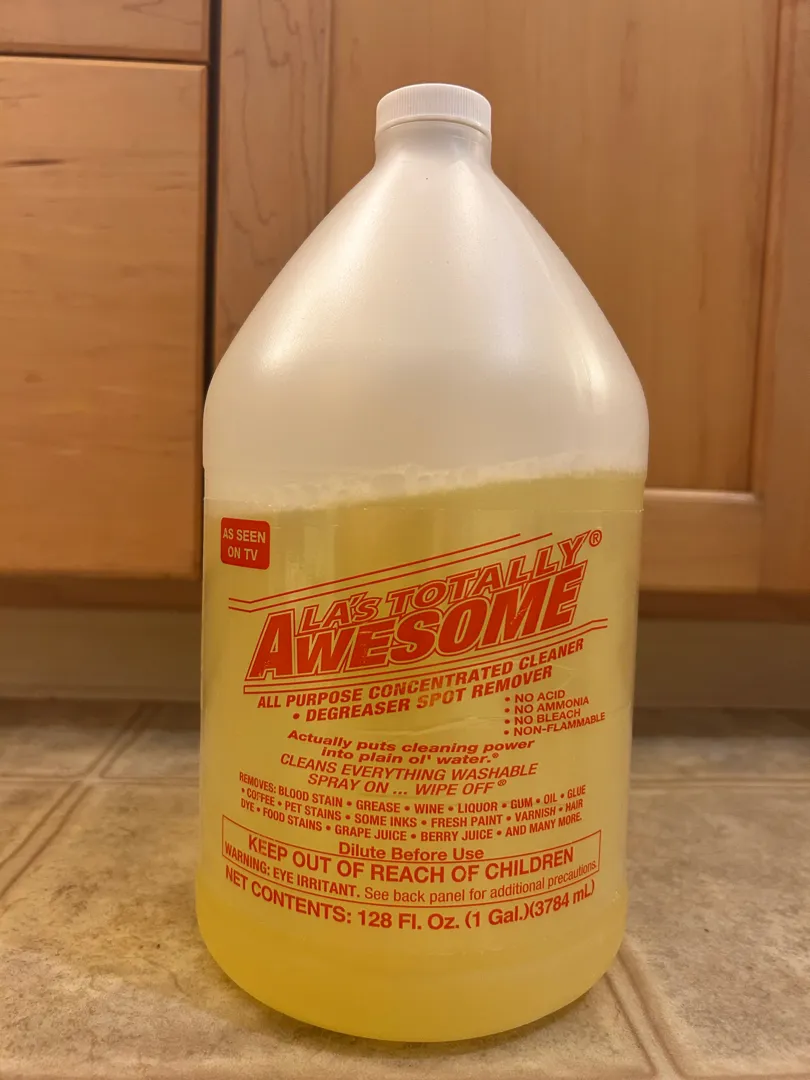 AS SEEN
ON TV
LA'S TOTALLY®
AWESOME
ALL PURPOSE CONCENTRATED CLEANER
• DEGREASER SPOT REMOVER
• NO ACID
• NO AMMONIA
• NO BLEACH
• NON-FLAMMABLE
Actually puts cleaning power
into plain ol' water.®
CLEANS EVERYTHING WASHABLE
SPRAY ON ... WIPE OFF®
REMOVES: BLOOD STAIN • GREASE • WINE • LIQUOR • GUM • OIL • GLUE
• COFFEE • PET STAINS • SOME INKS • FRESH PAINT • VARNISH • HAIR
DYE • FOOD STAINS • GRAPE JUICE • BERRY JUICE • AND MANY MORE.
Dilute Before Use
KEEP OUT OF REACH OF CHILDREN
WARNING: EYE IRRITANT. See back panel for additional precautions.
NET CONTENTS: 128 Fl. Oz. (1 Gal.)(3784 mL)